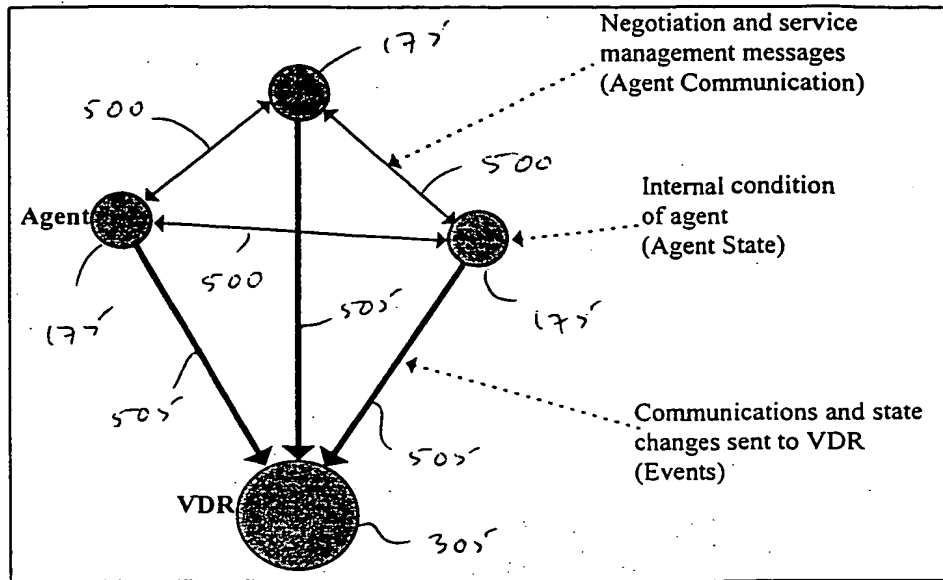 175
Negotiation and service
management messages
(Agent Communication)
500
500
Agent
Internal condition
of agent
(Agent State)
500
175
505
175
505
505
Communications and state
changes sent to VDR
(Events)
VDR
305